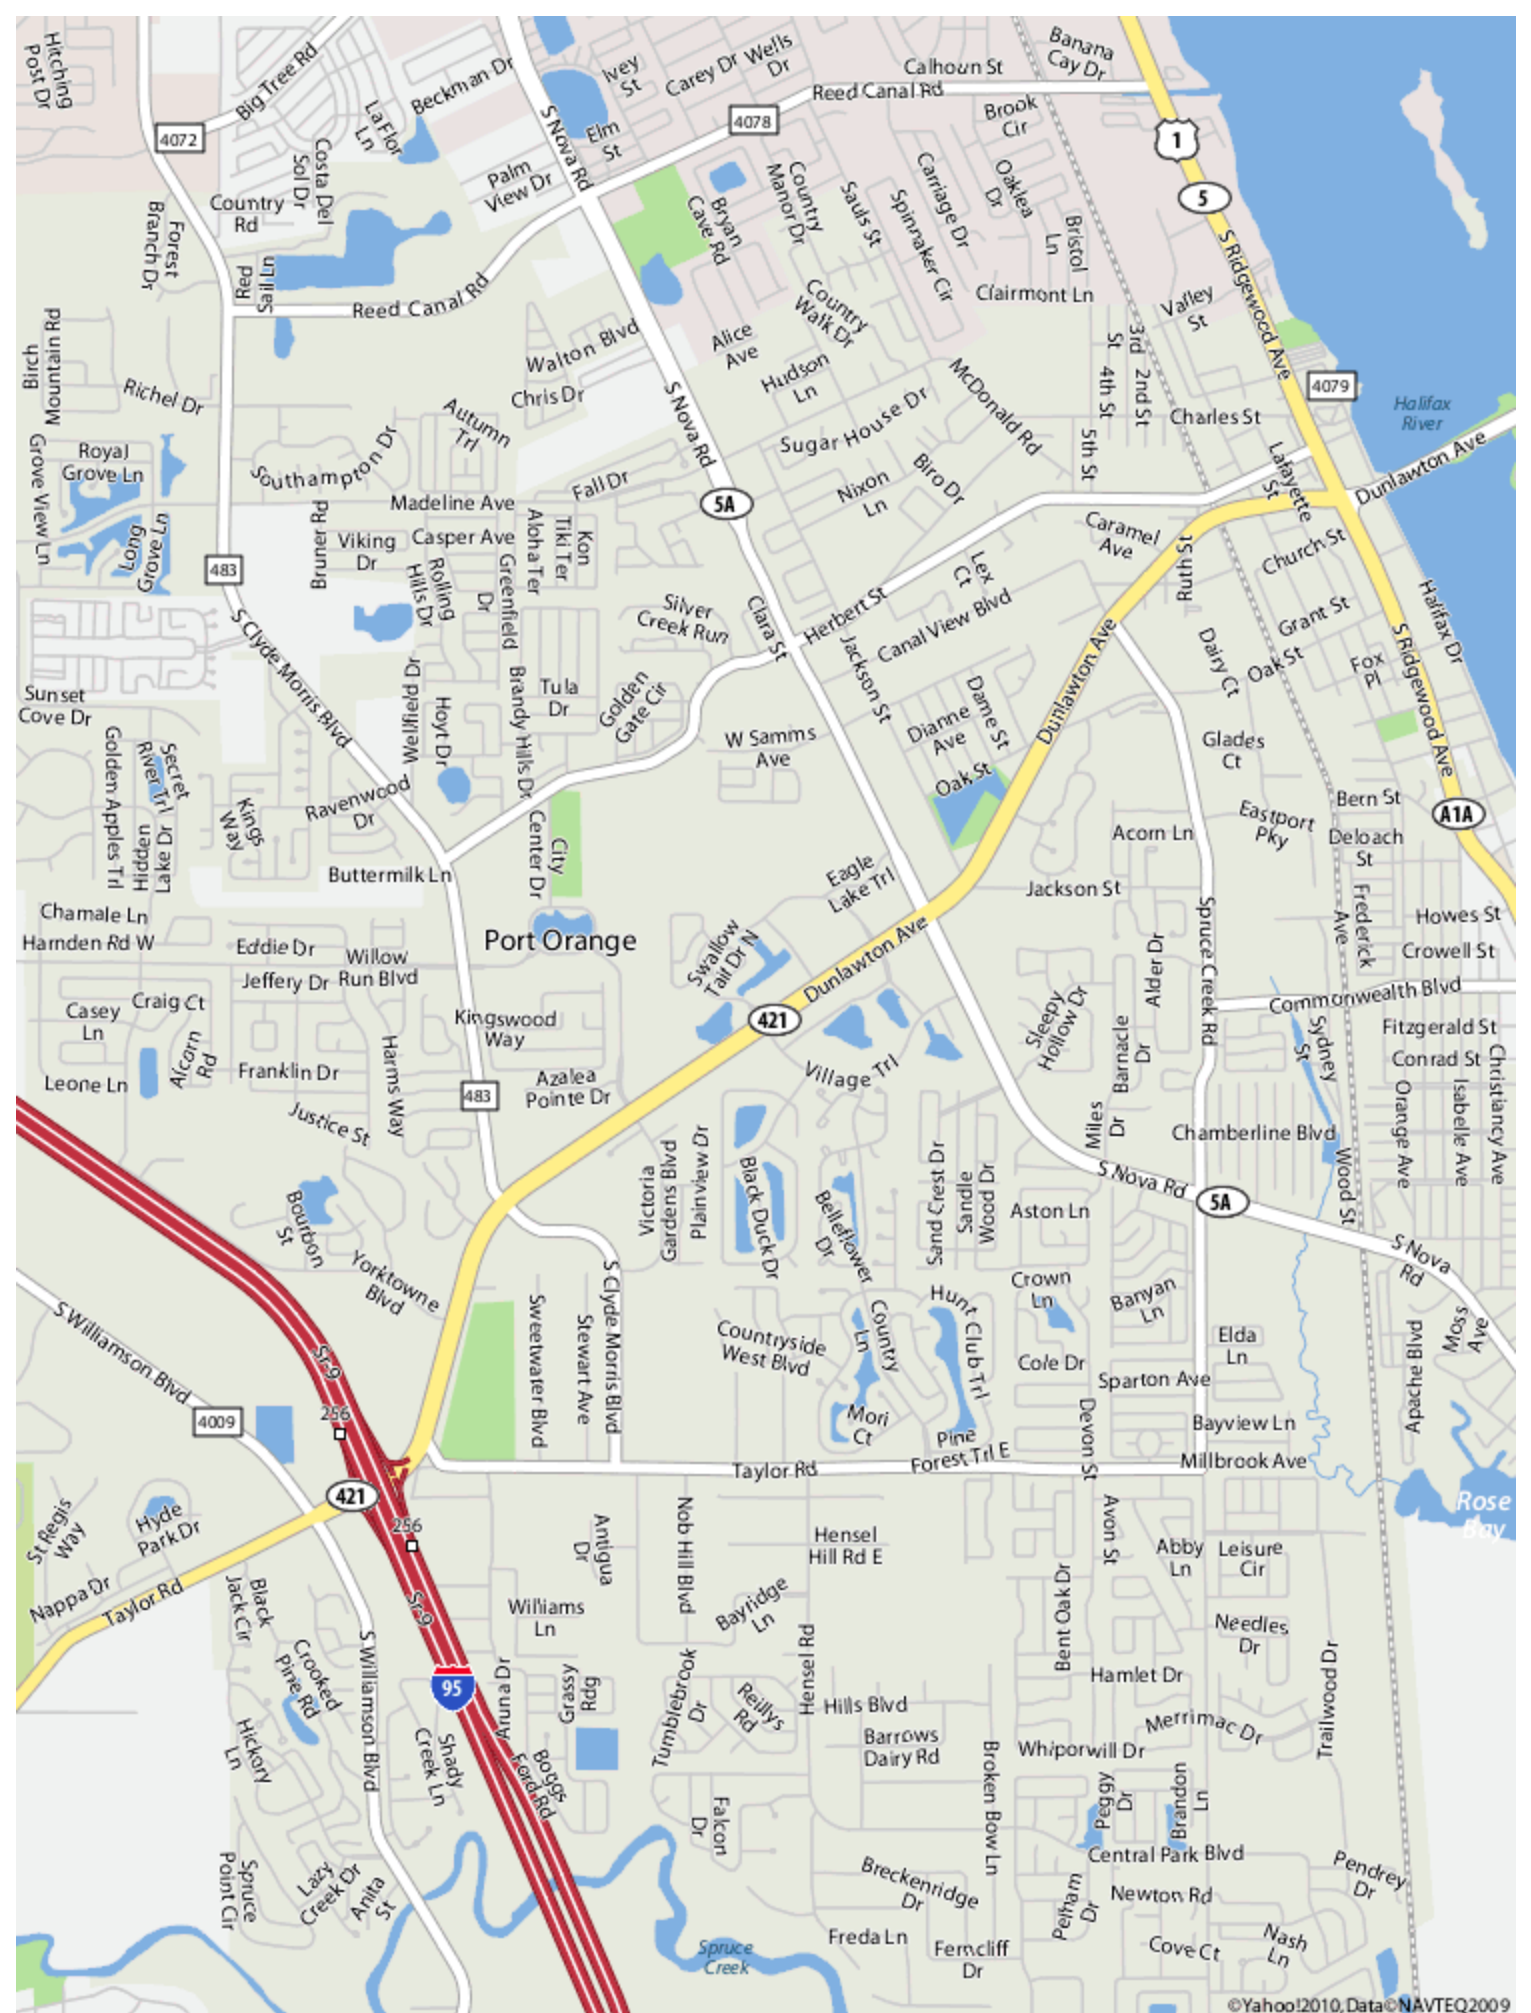 Hitching
Post Dr
Big Tree Rd
LaFlor
Ln
Beckman Dr
S Nova Rd
Ivey
St
Carey Dr
Wells
Dr
Calhoun St
Banana
Cay Dr
Reed Canal Rd
4072
4078
Elm
St
Brook
Cir
1
5
Costa Del
Sol Dr
Palm
View Dr
Country
Rd
Forest
Branch Dr
Red
Sail Ln
Bryan
Cave Rd
Country
Manor Dr
Sauls St
Carriage Dr
Spinnaker Cir
Oaklea
Dr
Bristol
Ln
S Ridgewood Ave
Reed Canal Rd
Clairmont Ln
Valley
St
Birch
Mountain Rd
Walton Blvd
Alice
Ave
Country
Walk Dr
Hudson
Ln
3rd
St
2nd St
4th St
4079
Richel Dr
Chris Dr
S Nova Rd
McDonald Rd
Charles St
Halifax
River
Autumn
Trl
Sugar House Dr
5th St
Royal
Grove Ln
Grove View Ln
Southampton Dr
Fall Dr
Nixon
Ln
Biro Dr
Lafayette
St
Dunlawton Ave
Madeline Ave
5A
Long
Grove Ln
Brunner Rd
Viking
Dr
Casper Ave
Aloha Ter
Kon
Tiki Ter
Caramel
Ave
Ruth St
Church St
483
Rolling
Hills Dr
Greenfield
Dr
Lex
Ct
Silver
Creek Run
Clara St
Herbert St
Canal View Blvd
Grant St
Halifax Dr
S Clyde Morris Blvd
Jackson St
Dairy Ct
Oak St
Fox
Pl
S Ridgewood Ave
Sunset
Cove Dr
Wellfield Dr
Hoyt Dr
Brandy Hills Dr
Tula
Dr
Golden
Gate Cir
Dunlawton Ave
W Samms
Ave
Dianne
Ave
Dame St
Glades
Ct
Golden Apples Trl
Secret
River Trl
Oak St
Kings
Way
Ravenwood
Dr
Bern St
Eastport
Pky
A1A
Deloach
St
Acorn Ln
Hidden
Lake Dr
City
Center Dr
Buttermilk Ln
Eagle
Lake Trl
Jackson St
Frederick
Ave
Chamale Ln
Howes St
Harnden Rd W
Eddie Dr
Willow
Run Blvd
Port Orange
Swallow
Tail Dr N
Dunlawton Ave
Spruce Creek Rd
Crowell St
Jeffery Dr
Alder Dr
Commonwealth Blvd
Craig Ct
Casey
Ln
Kingswood
Way
421
Sleepy
Hollow Dr
Sydney
St
Fitzgerald St
Alcorn
Rd
Harms Way
Barnacle
Dr
Conrad St
Christiancy Ave
Leone Ln
Franklin Dr
Azalea
Pointe Dr
Village Trl
Orange Ave
Isabelle Ave
483
Justice St
Miles
Dr
Chamberline Blvd
Wood St
Victoria
Gardens Blvd
Plainview Dr
Black Duck Dr
Belleflower
Dr
Sand Crest Dr
Sandle
Wood Dr
S Nova Rd
5A
Aston Ln
Bourbon
St
S Nova
Rd
Yorktowne
Blvd
S Clyde Morris Blvd
Crown
Ln
Banyan
Ln
S Williamson Blvd
Sr-9
Sweetwater Blvd
Stewart Ave
Countryside
West Blvd
Country
Ln
Hunt Club Trl
Moss
Ave
Elda
Ln
Apache Blvd
Cole Dr
Sparton Ave
256
4009
Mori
Ct
Devon St
Bayview Ln
Pine
Forest Trl E
Taylor Rd
Millbrook Ave
421
Rose
Bay
St Regis
Way
Hyde
Park Dr
256
Antigua
Dr
Nob Hill Blvd
Hensel
Hill Rd E
Avon St
Abby
Ln
Leisure
Cir
Nappa Dr
Taylor Rd
Black
Jack Cir
Sr-9
Williams
Ln
Bayridge
Ln
Bent Oak Dr
Needles
Dr
Crooked
Pine Rd
S Williamson Blvd
95
Anna Dr
Grassy
Rdg
Tumblebrook
Dr
Reillys
Rd
Hensel Rd
Hills Blvd
Hamlet Dr
Trailwood Dr
Hickory
Ln
Shady
Creek Ln
Barrows
Dairy Rd
Merrimac Dr
Whiporwill Dr
Boggs
Ford Rd
Broken Bow Ln
Peggy
Dr
Brandon
Ln
Falcon
Dr
Central Park Blvd
Spruce
Point Cir
Lazy
Creek Dr
Anita
St
Breckenridge
Dr
Newton Rd
Pendrey
Dr
Pelham
Dr
Freda Ln
Ferncliff
Dr
Cove Ct
Nash
Ln
Spruce
Creek
©Yahoo!2010,Data©NAVTEQ2009